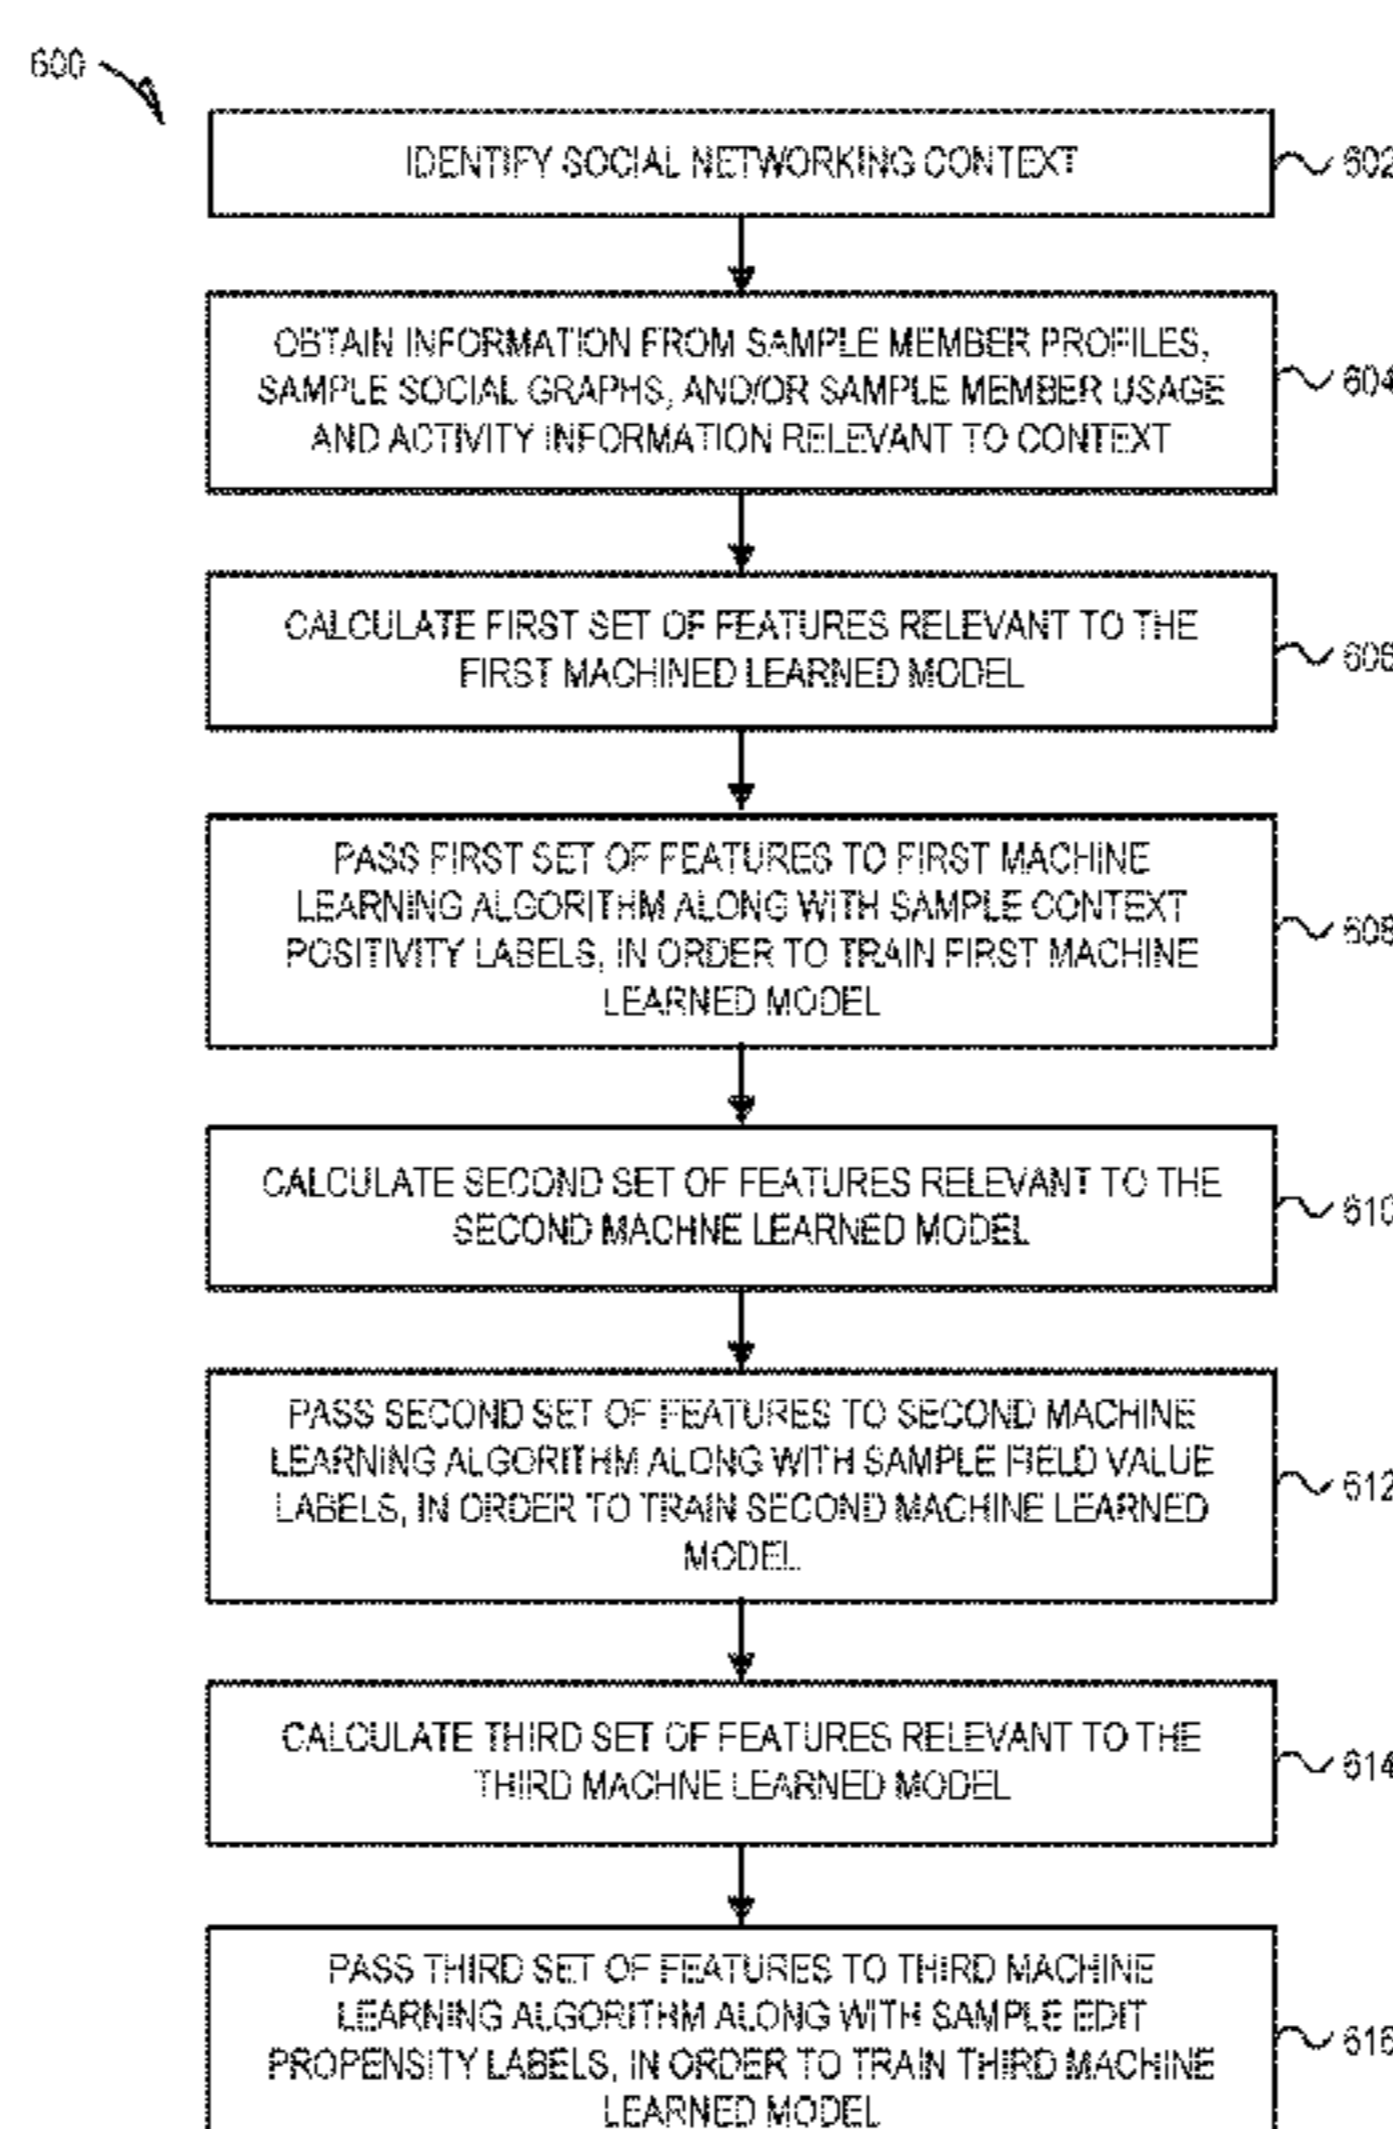 600
IDENTIFY SOCIAL NETWORKING CONTEXT
602
OBTAIN INFORMATION FROM SAMPLE MEMBER PROFILES,
SAMPLE SOCIAL GRAPHS, AND/OR SAMPLE MEMBER USAGE
AND ACTIVITY INFORMATION RELEVANT TO CONTEXT
604
CALCULATE FIRST SET OF FEATURES RELEVANT TO THE
FIRST MACHINED LEARNED MODEL
606
PASS FIRST SET OF FEATURES TO FIRST MACHINE
LEARNING ALGORITHM ALONG WITH SAMPLE CONTEXT
POSITIVITY LABELS, IN ORDER TO TRAIN FIRST MACHINE
LEARNED MODEL
608
CALCULATE SECOND SET OF FEATURES RELEVANT TO THE
SECOND MACHNE LEARNED MODEL
610
PASS SECOND SET OF FEATURES TO SECOND MACHINE
LEARNING ALGORITHM ALONG WITH SAMPLE FIELD VALUE
LABELS, IN ORDER TO TRAIN SECOND MACHINE LEARNED
MODEL
612
CALCULATE THIRD SET OF FEATURES RELEVANT TO THE
THIRD MACHNE LEARNED MODEL
614
PASS THIRD SET OF FEATURES TO THIRD MACHINE
LEARNING ALGORITHM ALONG WITH SAMPLE EDIT
PROPENSITY LABELS, IN ORDER TO TRAIN THIRD MACHINE
LEARNED MODEL
616